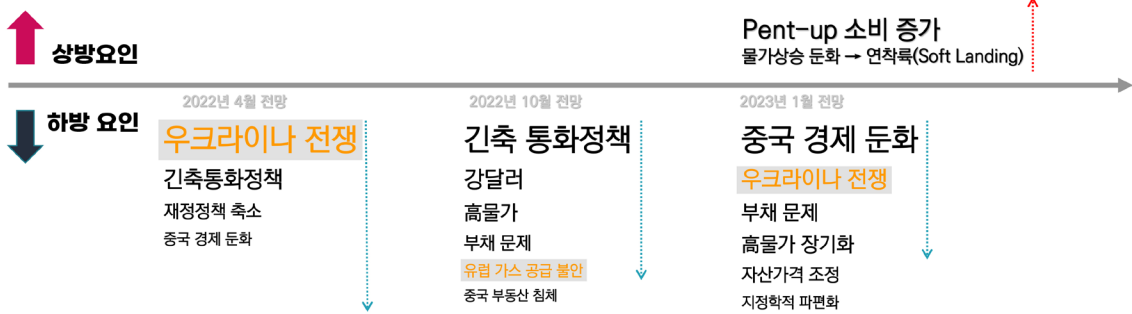 Pent-up 소비 증가
상방요인
물가상승 둔화 → 연착륙(Soft Landing)
2022년 4월 전망
2022년 10월 전망
2023년 1월 전망
하방 요인
우크라이나 전쟁
긴축통화정책
재정정책 축소
중국 경제 둔화
긴축 통화정책
강달러
高물가
부채 문제
유럽 가스 공급 불안
중국 부동산 침체
중국 경제 둔화
우크라이나 전쟁
부채 문제
高물가 장기화
자산가격 조정
지정학적 파편화